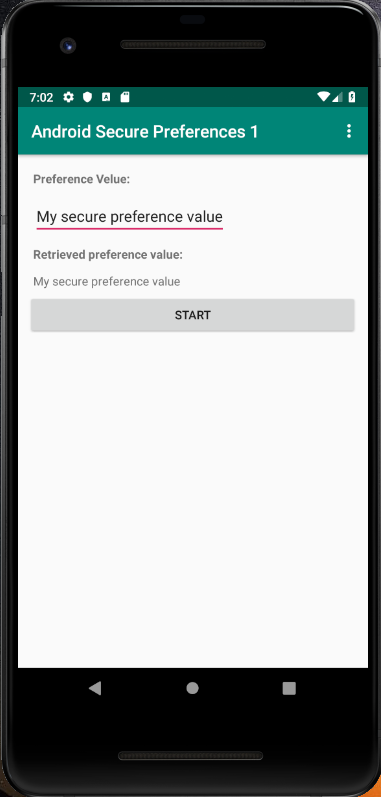 7:02
Android Secure Preferences 1
Preference Velue:
My secure preference value
Retrieved preference value:
My secure preference value
START